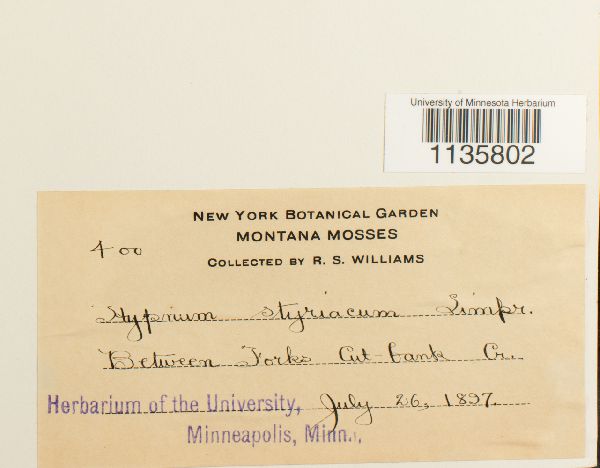 University of Minnesota Herbarium
1135802
NEW YORK BOTANICAL GARDEN
MONTANA MOSSES
COLLECTED BY R. S. WILLIAMS
400
Hypnum styriacum Limpr.
Between Forks Cut-bank Cr.
July 26, 1897.
Herbarium of the University,
Minneapolis, Minn.,